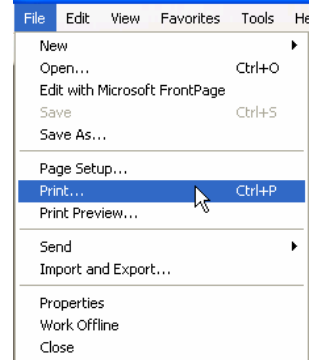 File Edit View Favorites Tools He
New
Open... Ctrl+O
Edit with Microsoft FrontPage
Save Ctrl+S
Save As...
Page Setup...
Print... Ctrl+P
Print Preview...
Send
Import and Export...
Properties
Work Offline
Close